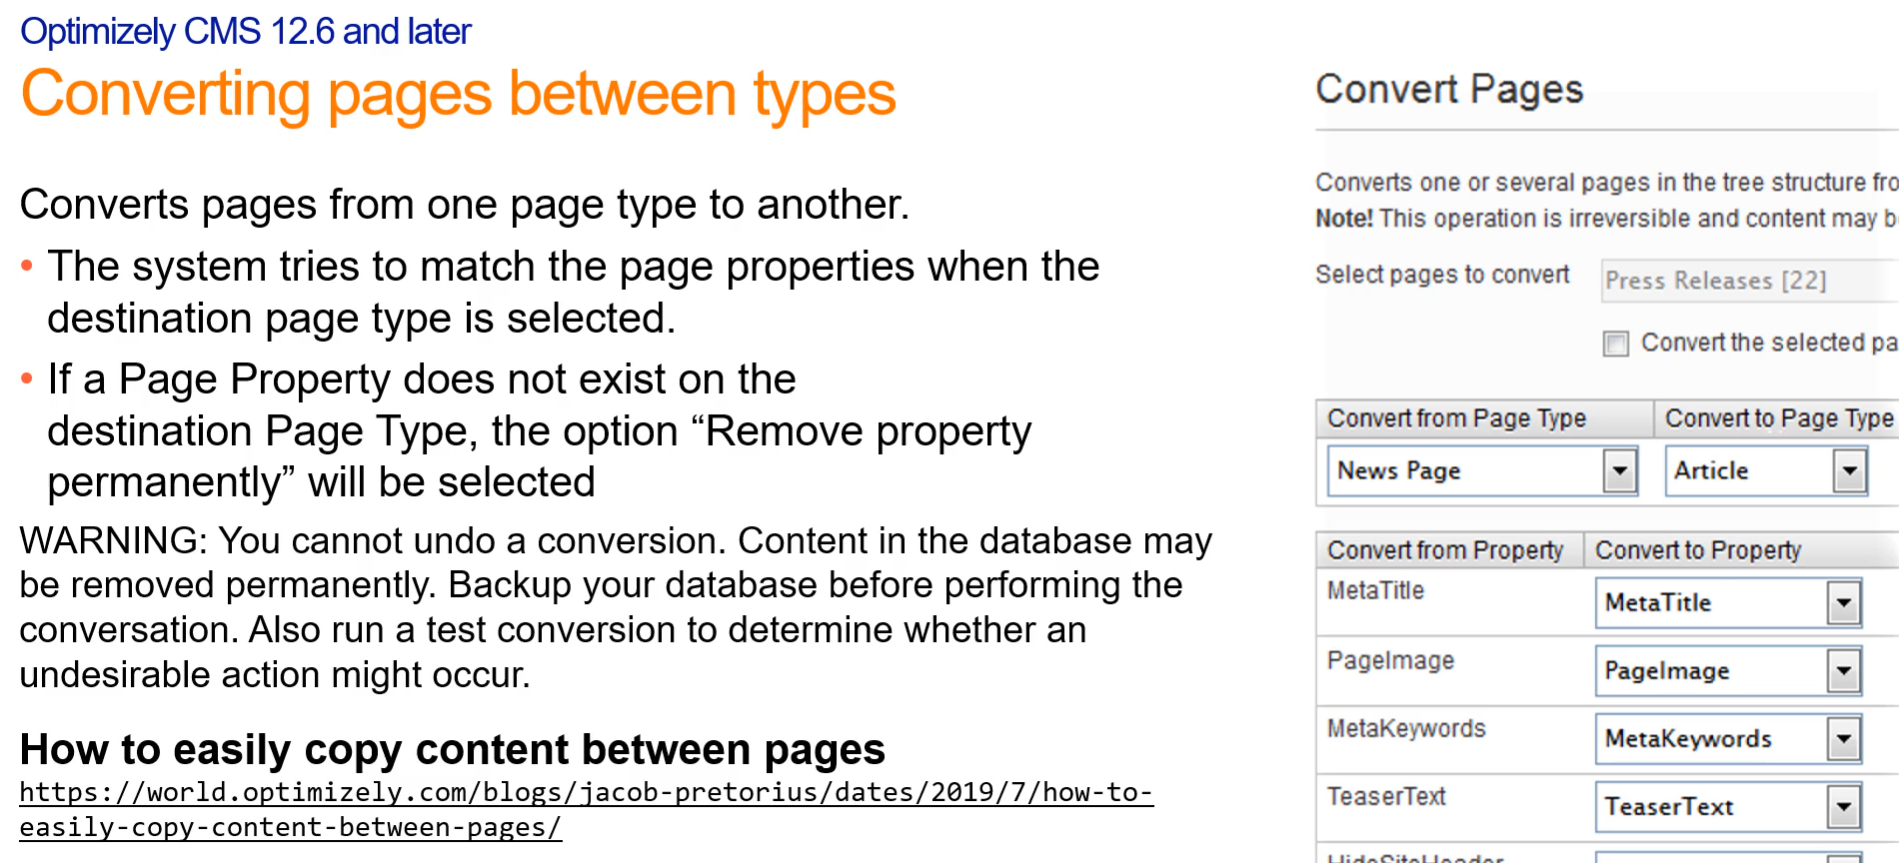 Optimizely CMS 12.6 and later
Converting pages between types
Converts pages from one page type to another.
• The system tries to match the page properties when the
destination page type is selected.
• If a Page Property does not exist on the
destination Page Type, the option “Remove property
permanently” will be selected
WARNING: You cannot undo a conversion. Content in the database may
be removed permanently. Backup your database before performing the
conversation. Also run a test conversion to determine whether an
undesirable action might occur.
How to easily copy content between pages
https://world.optimizely.com/blogs/jacob-pretorius/dates/2019/7/how-to-
easily-copy-content-between-pages/
Convert Pages
Converts one or several pages in the tree structure
Note! This operation is irreversible and content may
Select pages to convert
Press Releases [22]
Convert the selected
Convert from Page Type
Convert to Page Type
News Page
Article
Convert from Property
Convert to Property
MetaTitle
MetaTitle
PageImage
PageImage
MetaKeywords
MetaKeywords
TeaserText
TeaserText